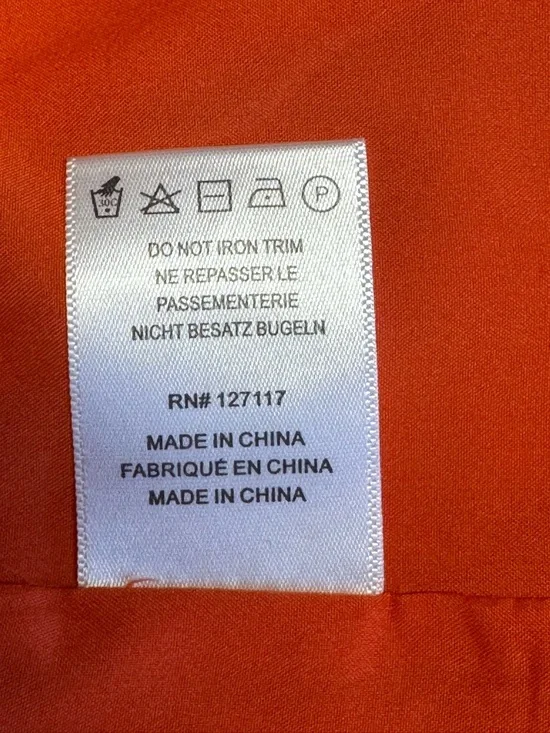 30C
P
DO NOT IRON TRIM
NE REPASSER LE
PASSEMENTERIE
NICHT BESATZ BUGELN
RN# 127117
MADE IN CHINA
FABRIQUÉ EN CHINA
MADE IN CHINA